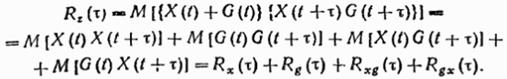 R_z(τ) = M[{X(t) + G(t)} {X(t + τ) G(t + τ)}] =
= M[X(t) X(t + τ)] + M[G(t) G(t + τ)] + M[X(t) G(t + τ)] +
+ M[G(t) X(t + τ)] = R_x(τ) + R_g(τ) + R_xg(τ) + R_gx(τ).